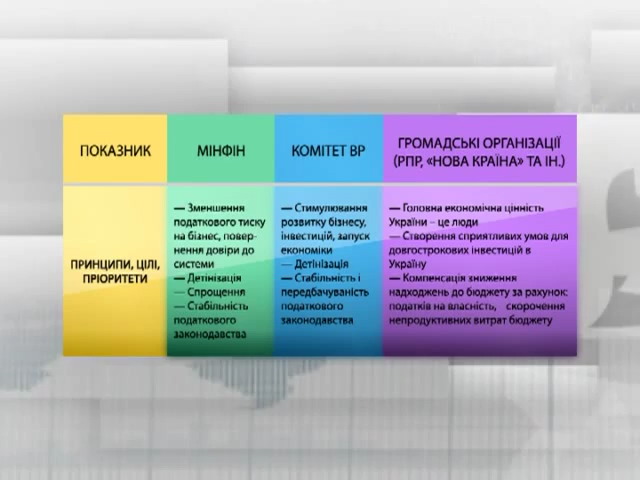 ПОКАЗНИК
МІНФІН
КОМІТЕТ ВР
ГРОМАДСЬКІ ОРГАНІЗАЦІЇ
(РПР, «НОВА КРАЇНА» ТА ІН.)
ПРИНЦИПИ, ЦІЛІ,
ПРІОРИТЕТИ
— Зменшення
податкового тиску
на бізнес, повер-
нення довіри до
системи
— Детінізація
— Спрощення
— Стабільність
податкового
законодавства
— Стимулювання
розвитку бізнесу,
інвестицій, запуск
економіки
— Детінізація
— Стабільність і
передбачуваність
податкового
законодавства
— Головна економічна цінність
України – це люди
— Створення сприятливих умов для
довгострокових інвестицій в
Україну
— Компенсація зниження
надходжень до бюджету за рахунок:
податків на власність, скорочення
непродуктивних витрат бюджету